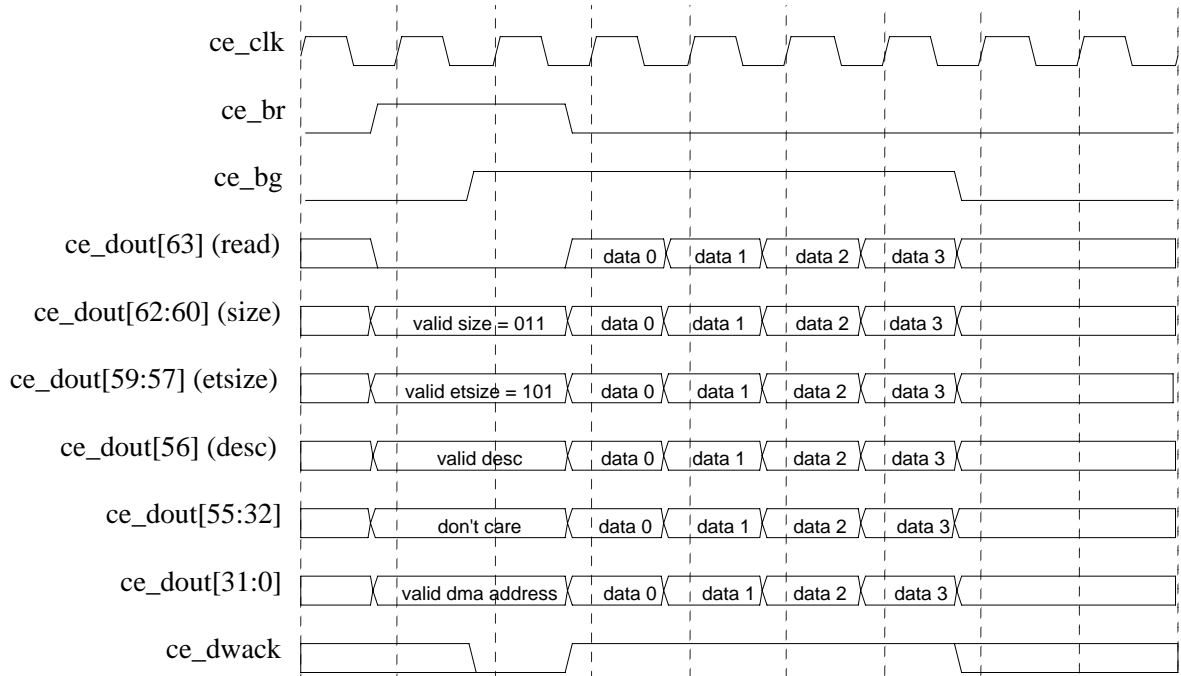 ce_clk
ce_br
ce_bg
ce_dout[63] (read) data 0 data 1 data 2 data 3
ce_dout[62:60] (size) valid size = 011 data 0 data 1 data 2 data 3
ce_dout[59:57] (etsize) valid etsize = 101 data 0 data 1 data 2 data 3
ce_dout[56] (desc) valid desc data 0 data 1 data 2 data 3
ce_dout[55:32] don't care data 0 data 1 data 2 data 3
ce_dout[31:0] valid dma address data 0 data 1 data 2 data 3
ce_dwack